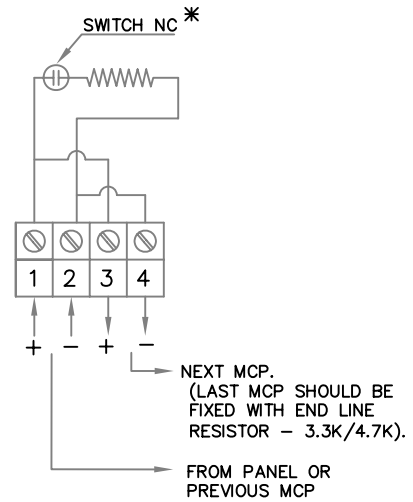 SWITCH NC *
1 2 3 4
+ − + −
NEXT MCP.
(LAST MCP SHOULD BE
FIXED WITH END LINE
RESISTOR − 3.3K/4.7K).
FROM PANEL OR
PREVIOUS MCP